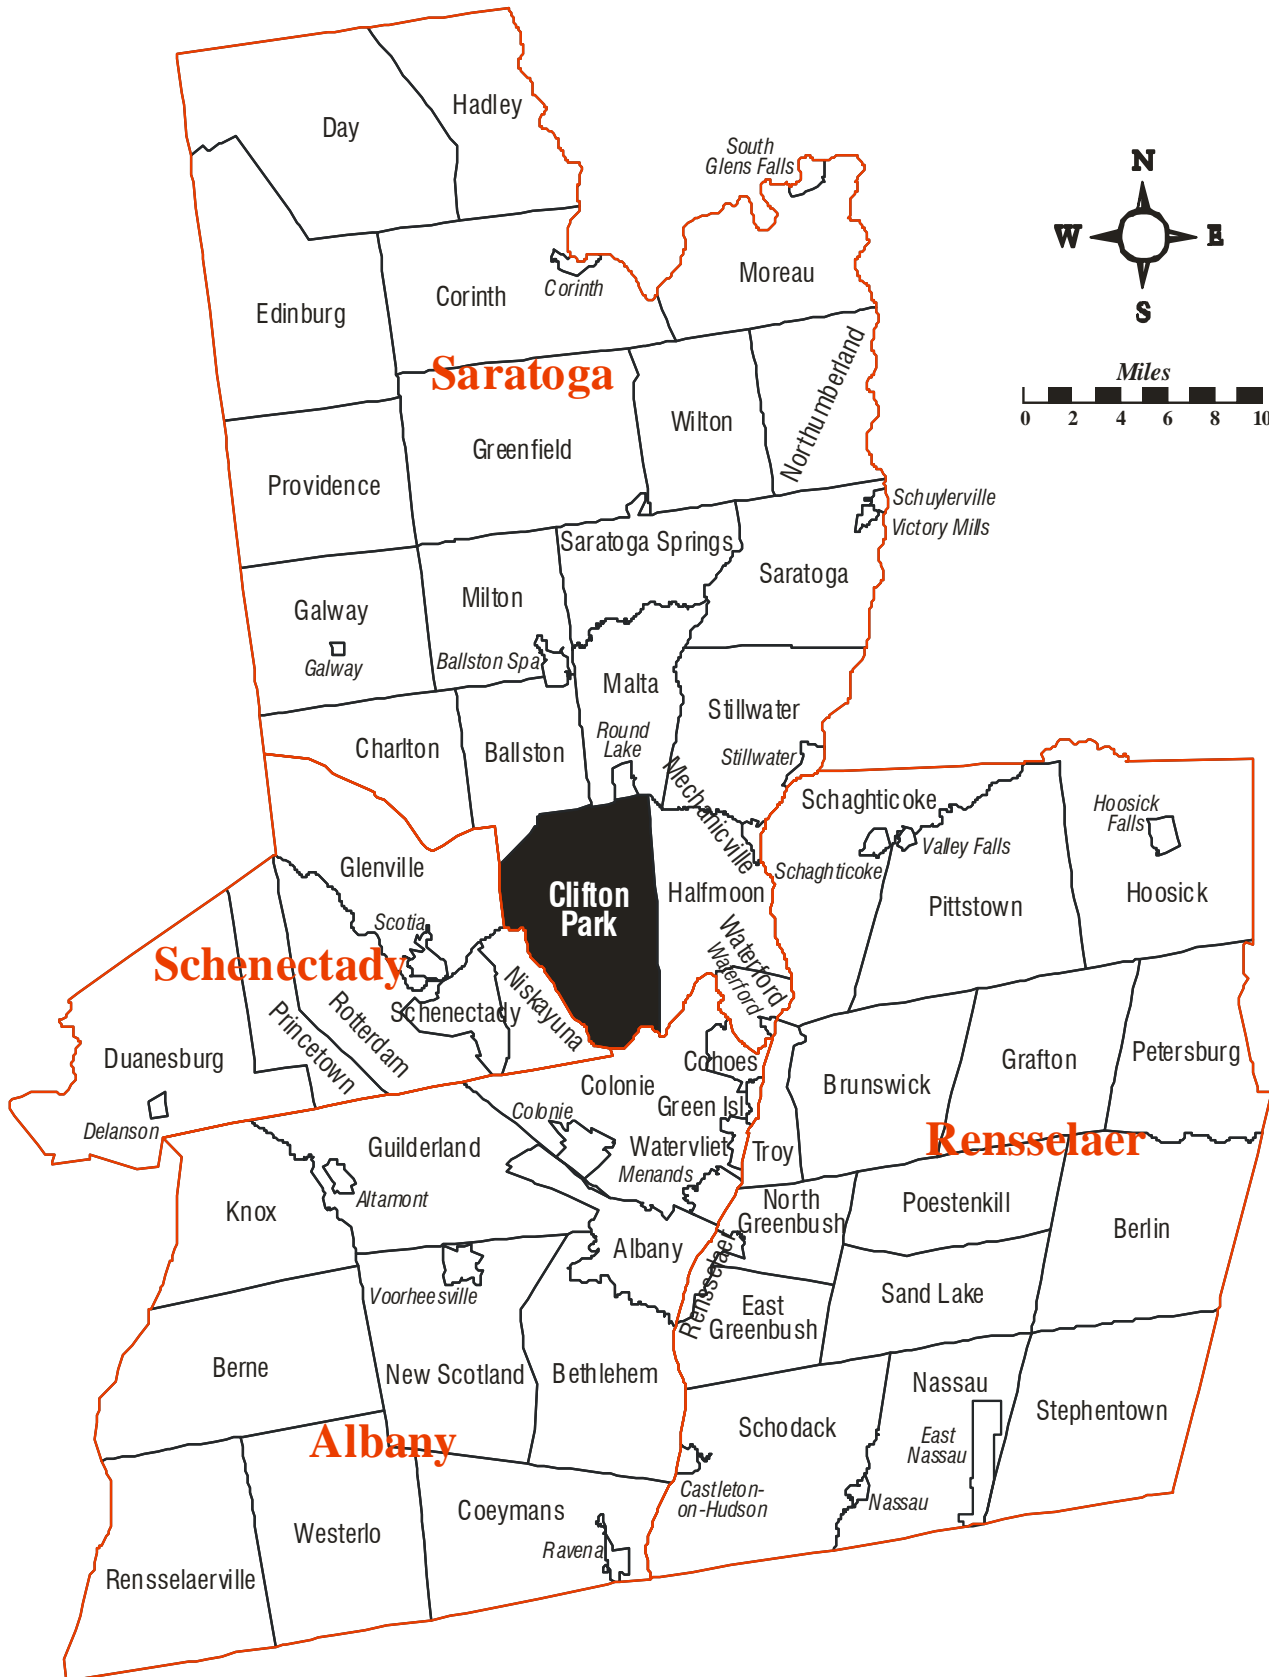 Hadley
Day
South
Glens Falls
N
W
E
S
Moreau
Corinth
Corinth
Edinburg
Northumberland
Saratoga
Miles
0 2 4 6 8 10
Wilton
Greenfield
Providence
Schuylerville
Victory Mills
Saratoga Springs
Saratoga
Milton
Galway
Galway
Ballston Spa
Malta
Stillwater
Round
Lake
Charlton
Ballston
Stillwater
Mechanicville
Schaghticoke
Hoosick
Falls
Valley Falls
Schaghticoke
Glenville
Clifton
Park
Halfmoon
Pittstown
Hoosick
Scotia
Waterford
Waterford
Schenectady
Niskayuna
Schenectady
Rotterdam
Princetown
Duanesburg
Cohoes
Colonie
Brunswick
Grafton
Petersburg
Green Isl
Colonie
Delanson
Guilderland
Watervliet
Menands
Troy
Rensselaer
Altamont
Knox
North
Greenbush
Poestenkill
Berlin
Albany
Rensselaer
Voorheesville
Sand Lake
East
Greenbush
Berne
New Scotland
Bethlehem
Nassau
Stephentown
Albany
Schodack
East
Nassau
Castleton-
on-Hudson
Nassau
Coeymans
Westerlo
Ravena
Rensselaerville